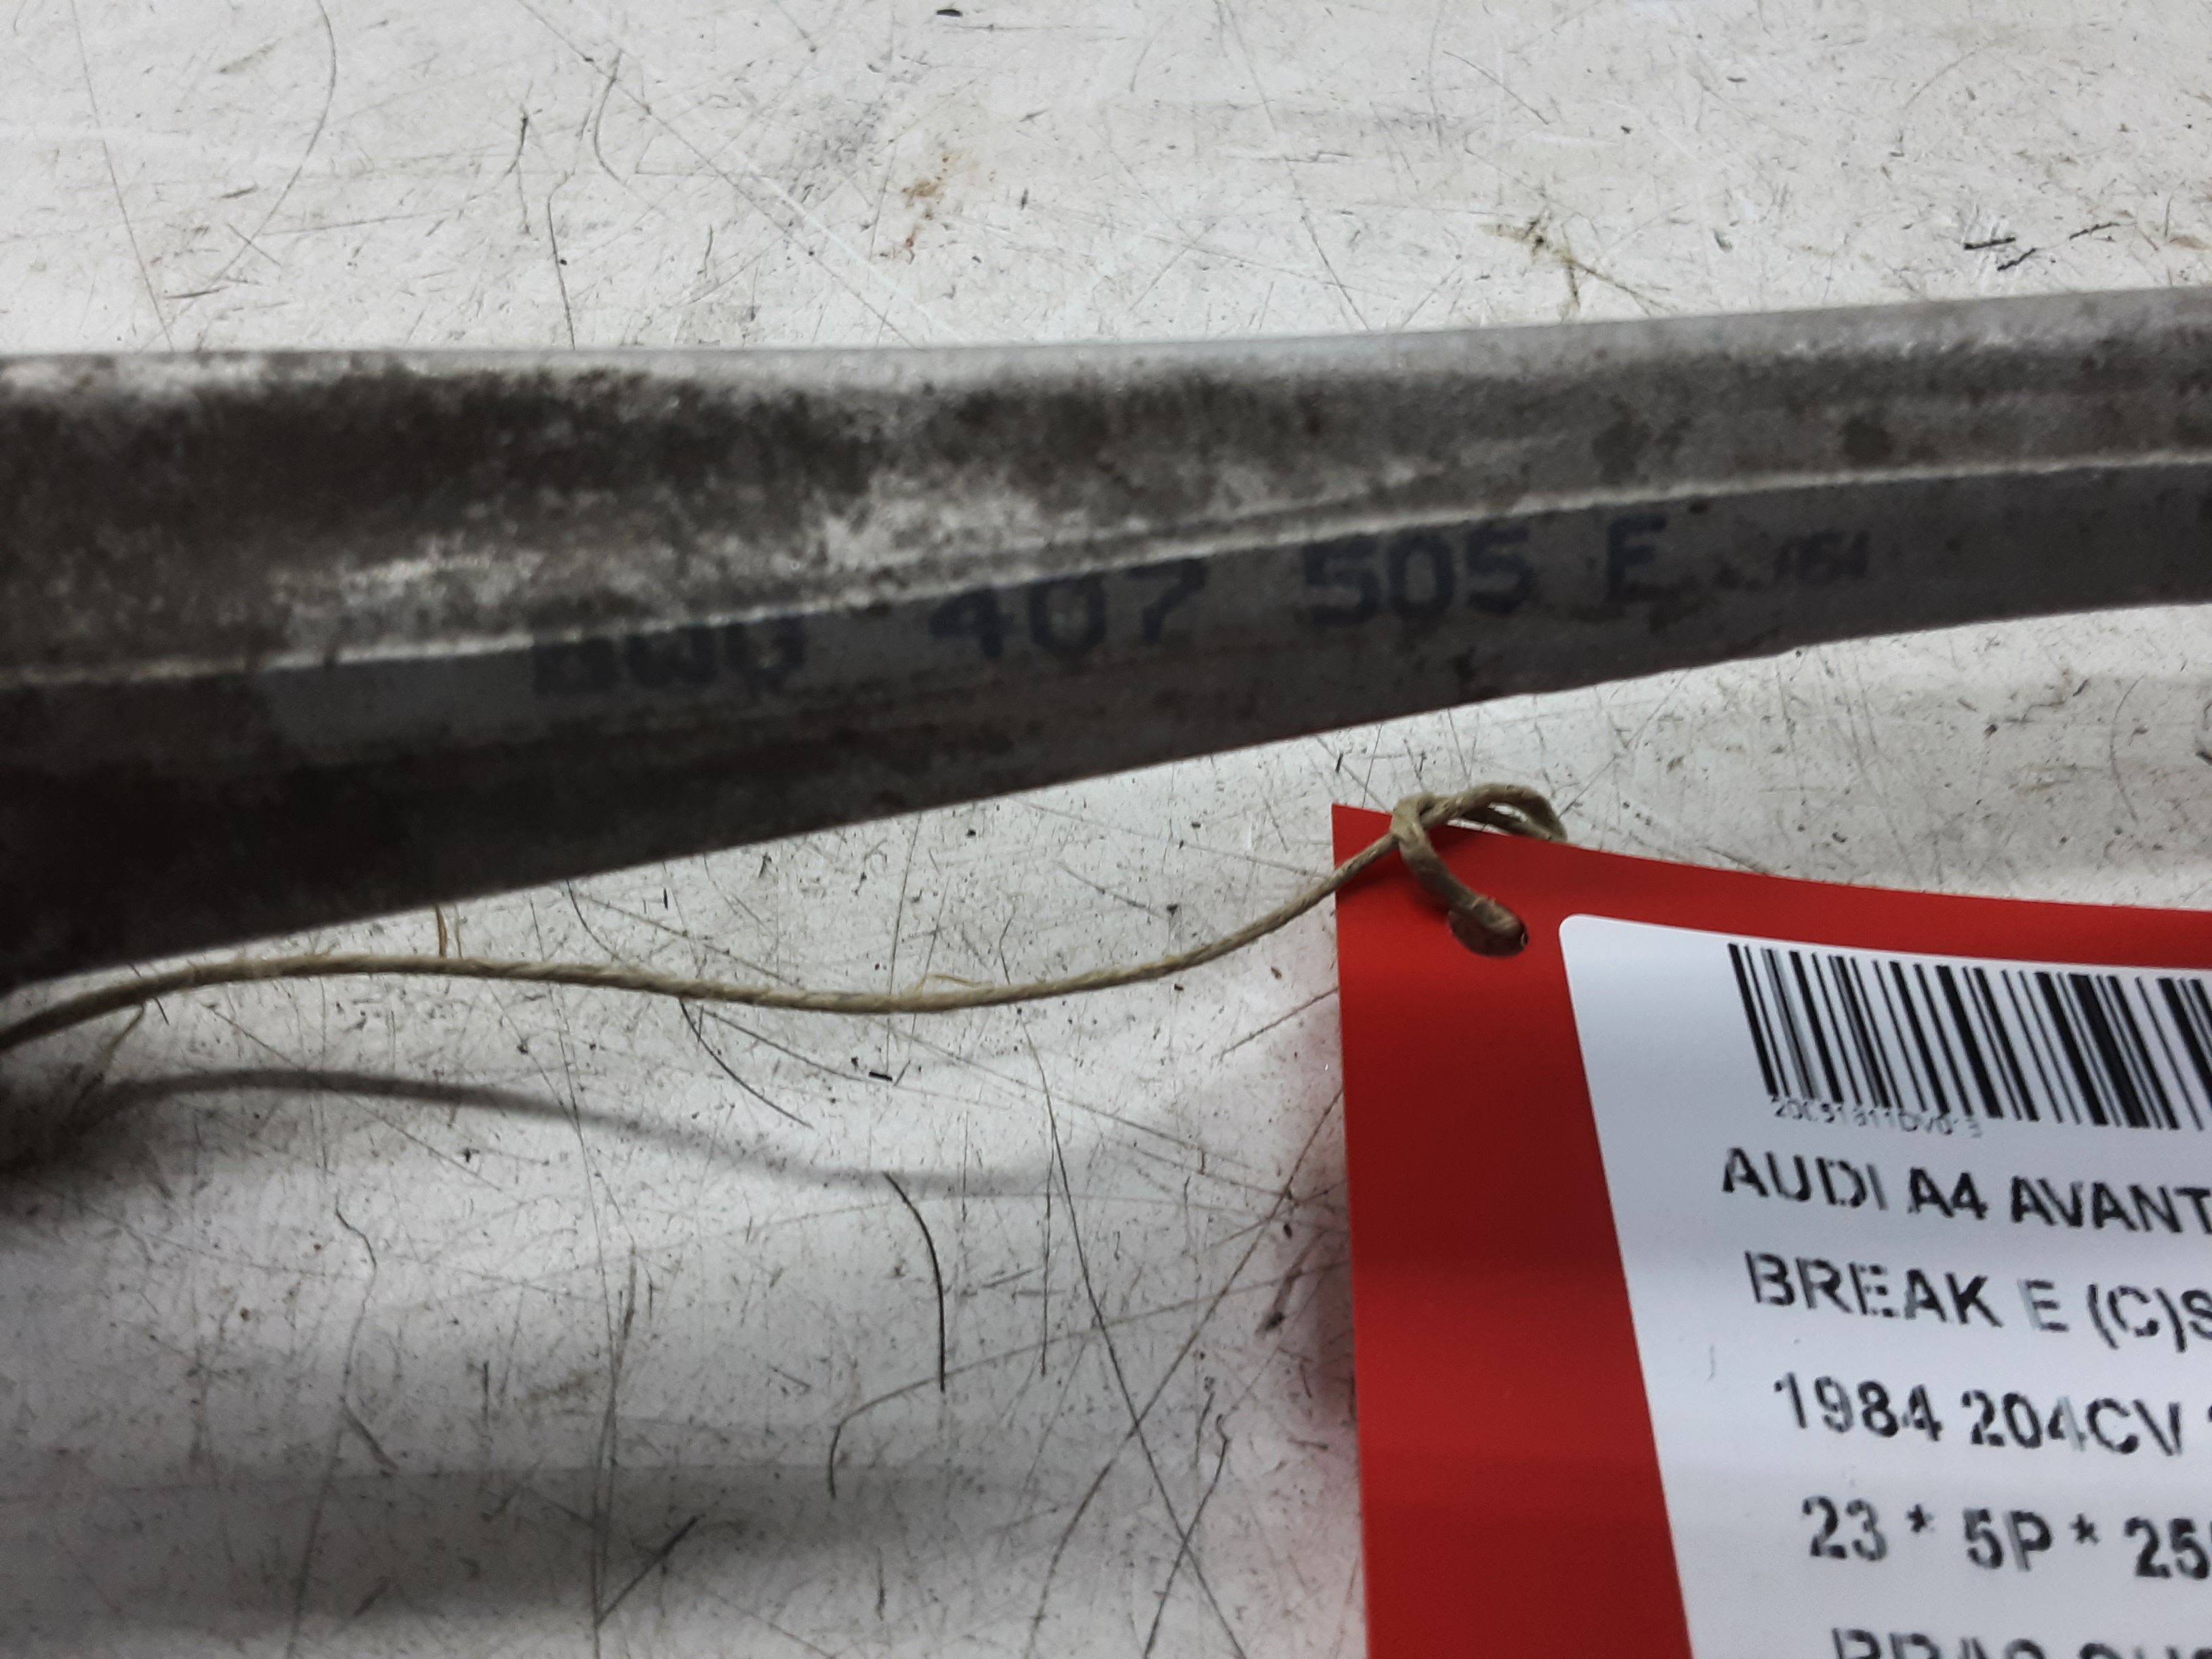 8W0 407 505 E
AUDI A4 AVANT
BREAK E (C)S
1984 204CV
23 * 5P * 25